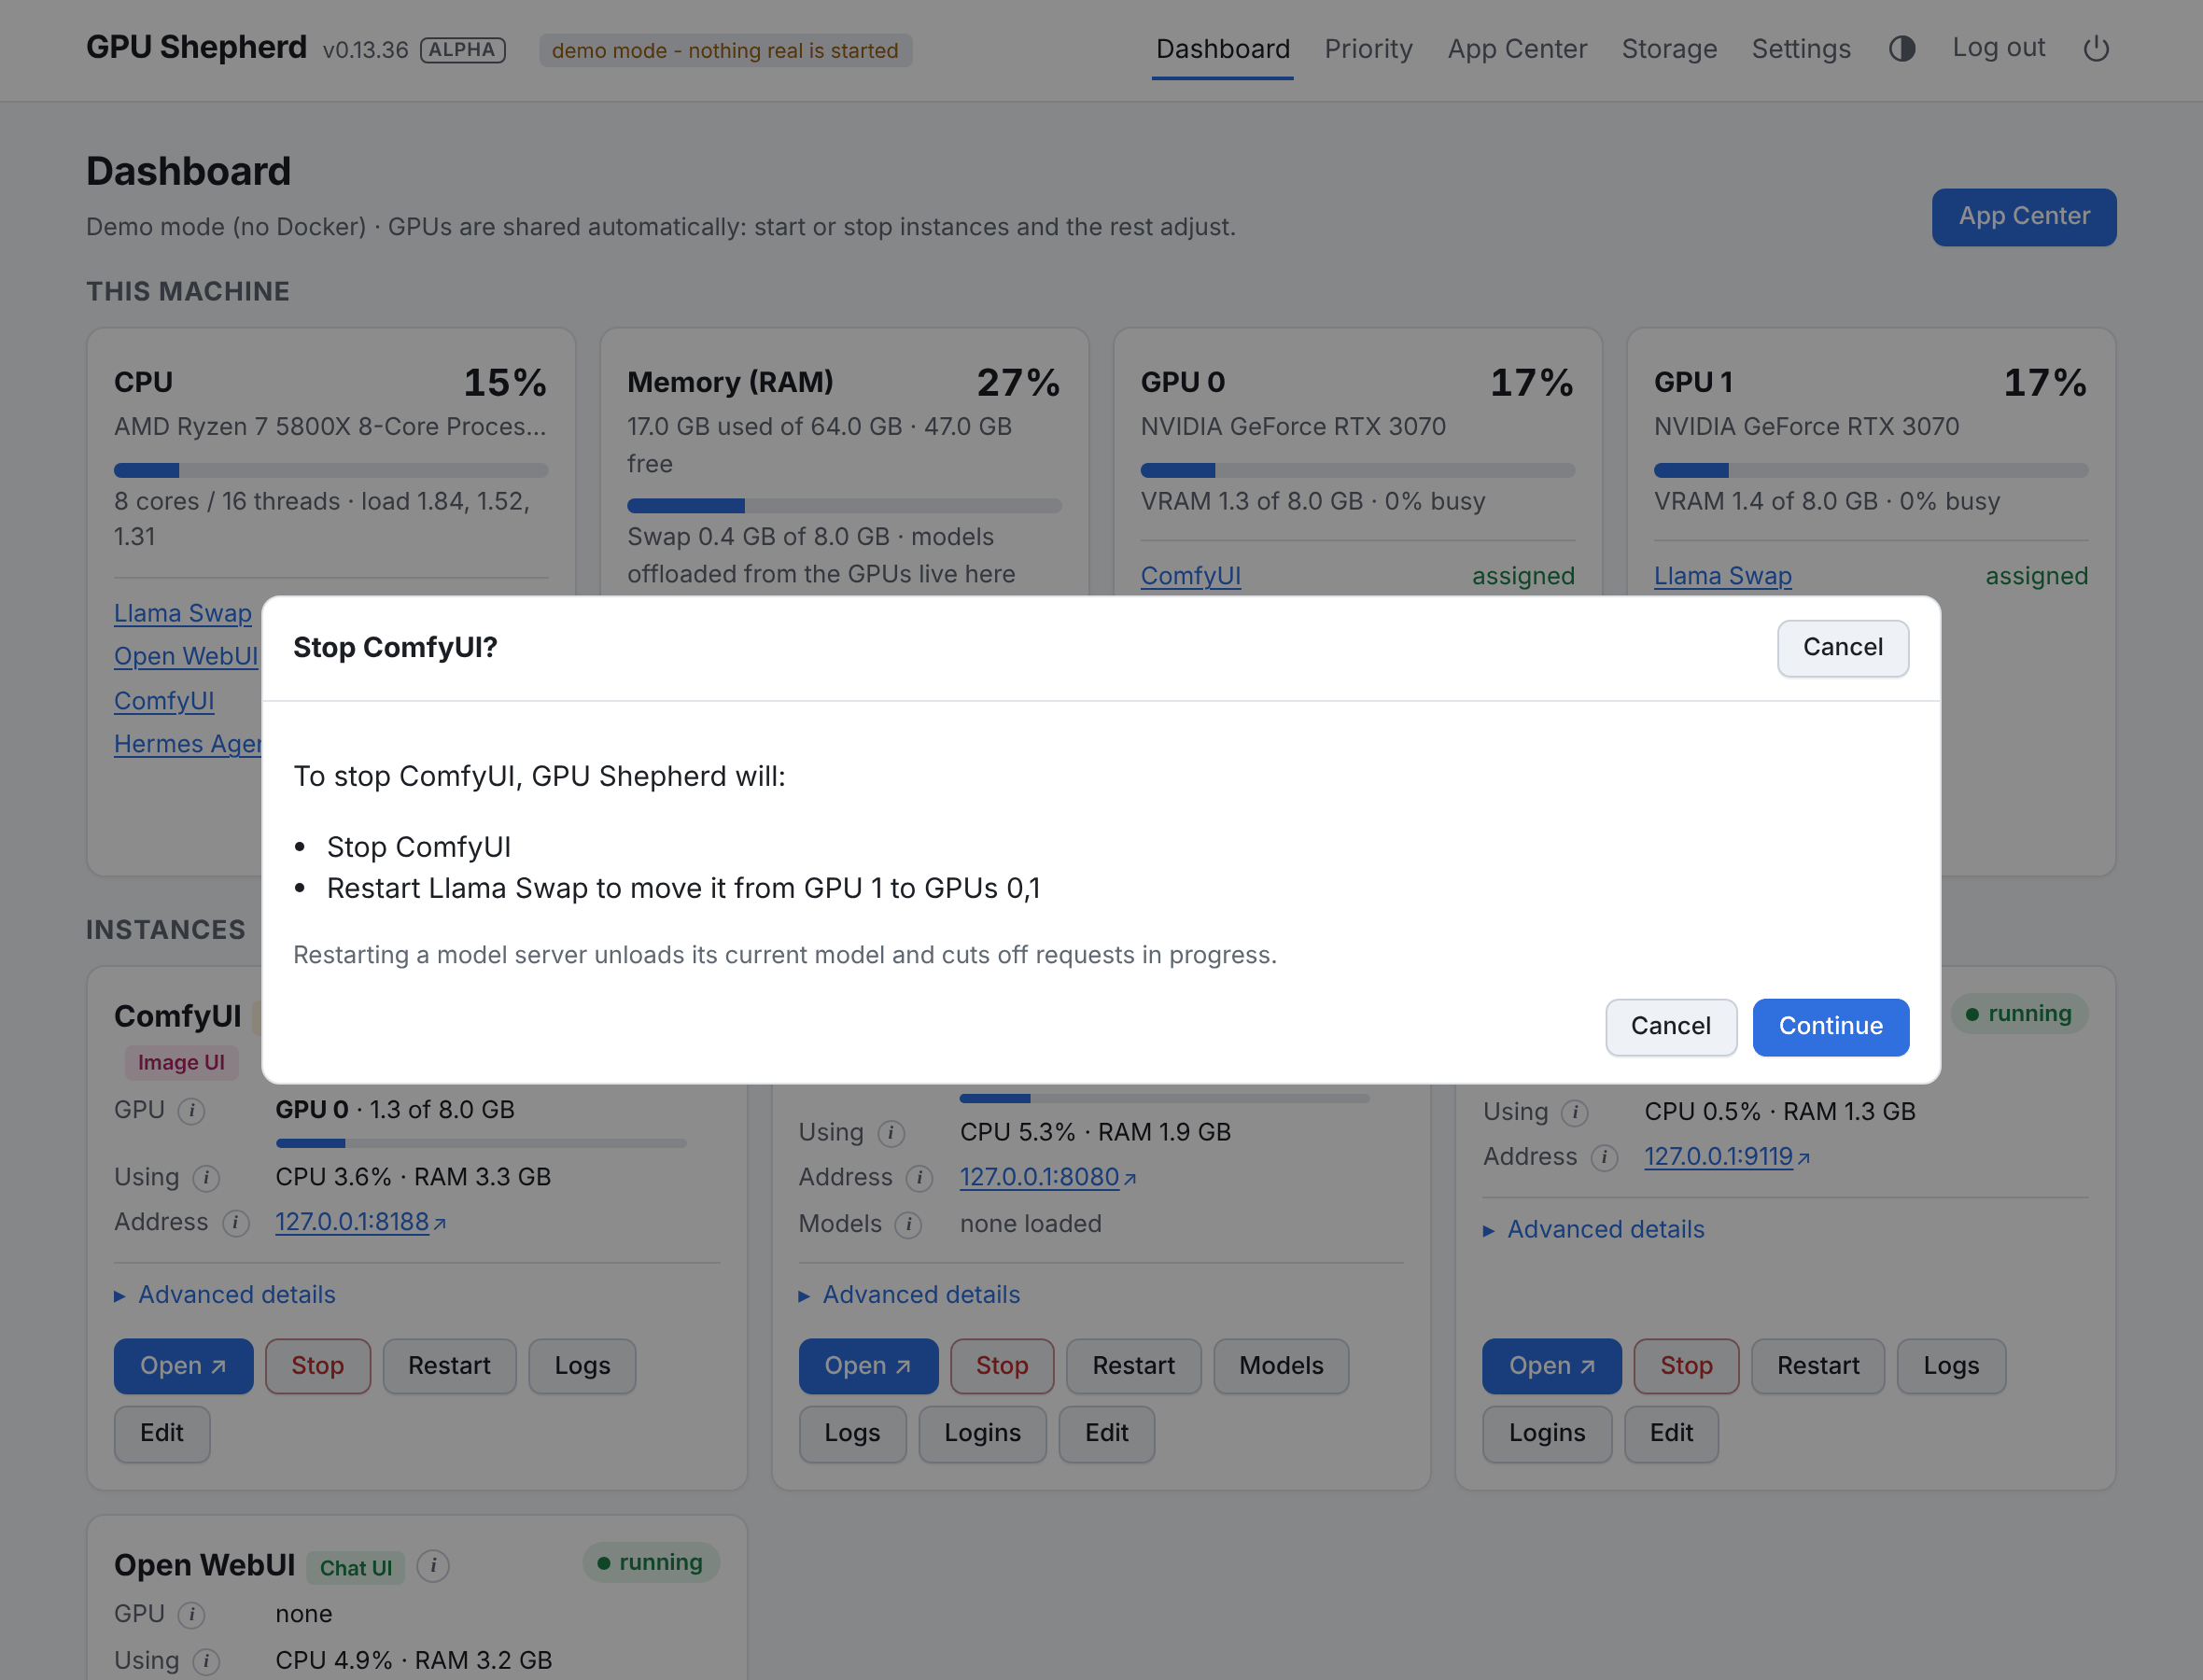 GPU Shepherd v0.13.36 ALPHA demo mode - nothing real is started Dashboard Priority App Center Storage Settings Log out
Dashboard
Demo mode (no Docker) · GPUs are shared automatically: start or stop instances and the rest adjust.
App Center
THIS MACHINE
CPU 15%
AMD Ryzen 7 5800X 8-Core Proces...
8 cores / 16 threads · load 1.84, 1.52,
1.31
Llama Swap
Open WebUI
ComfyUI
Hermes Agen
Memory (RAM) 27%
17.0 GB used of 64.0 GB · 47.0 GB
free
Swap 0.4 GB of 8.0 GB · models
offloaded from the GPUs live here
GPU 0 17%
NVIDIA GeForce RTX 3070
VRAM 1.3 of 8.0 GB · 0% busy
ComfyUI assigned
GPU 1 17%
NVIDIA GeForce RTX 3070
VRAM 1.4 of 8.0 GB · 0% busy
Llama Swap assigned
Stop ComfyUI? Cancel
To stop ComfyUI, GPU Shepherd will:
• Stop ComfyUI
• Restart Llama Swap to move it from GPU 1 to GPUs 0,1
Restarting a model server unloads its current model and cuts off requests in progress.
Cancel Continue
INSTANCES
ComfyUI
Image UI
GPU i GPU 0 · 1.3 of 8.0 GB
Using i CPU 3.6% · RAM 3.3 GB
Address i 127.0.0.1:8188↗
▸ Advanced details
Open ↗ Stop Restart Logs
Edit
Using i CPU 5.3% · RAM 1.9 GB
Address i 127.0.0.1:8080↗
Models i none loaded
▸ Advanced details
Open ↗ Stop Restart Models
Logs Logins Edit
running
Using i CPU 0.5% · RAM 1.3 GB
Address i 127.0.0.1:9119↗
▸ Advanced details
Open ↗ Stop Restart Logs
Logins Edit
Open WebUI Chat UI i running
GPU i none
Using i CPU 4.9% · RAM 3.2 GB